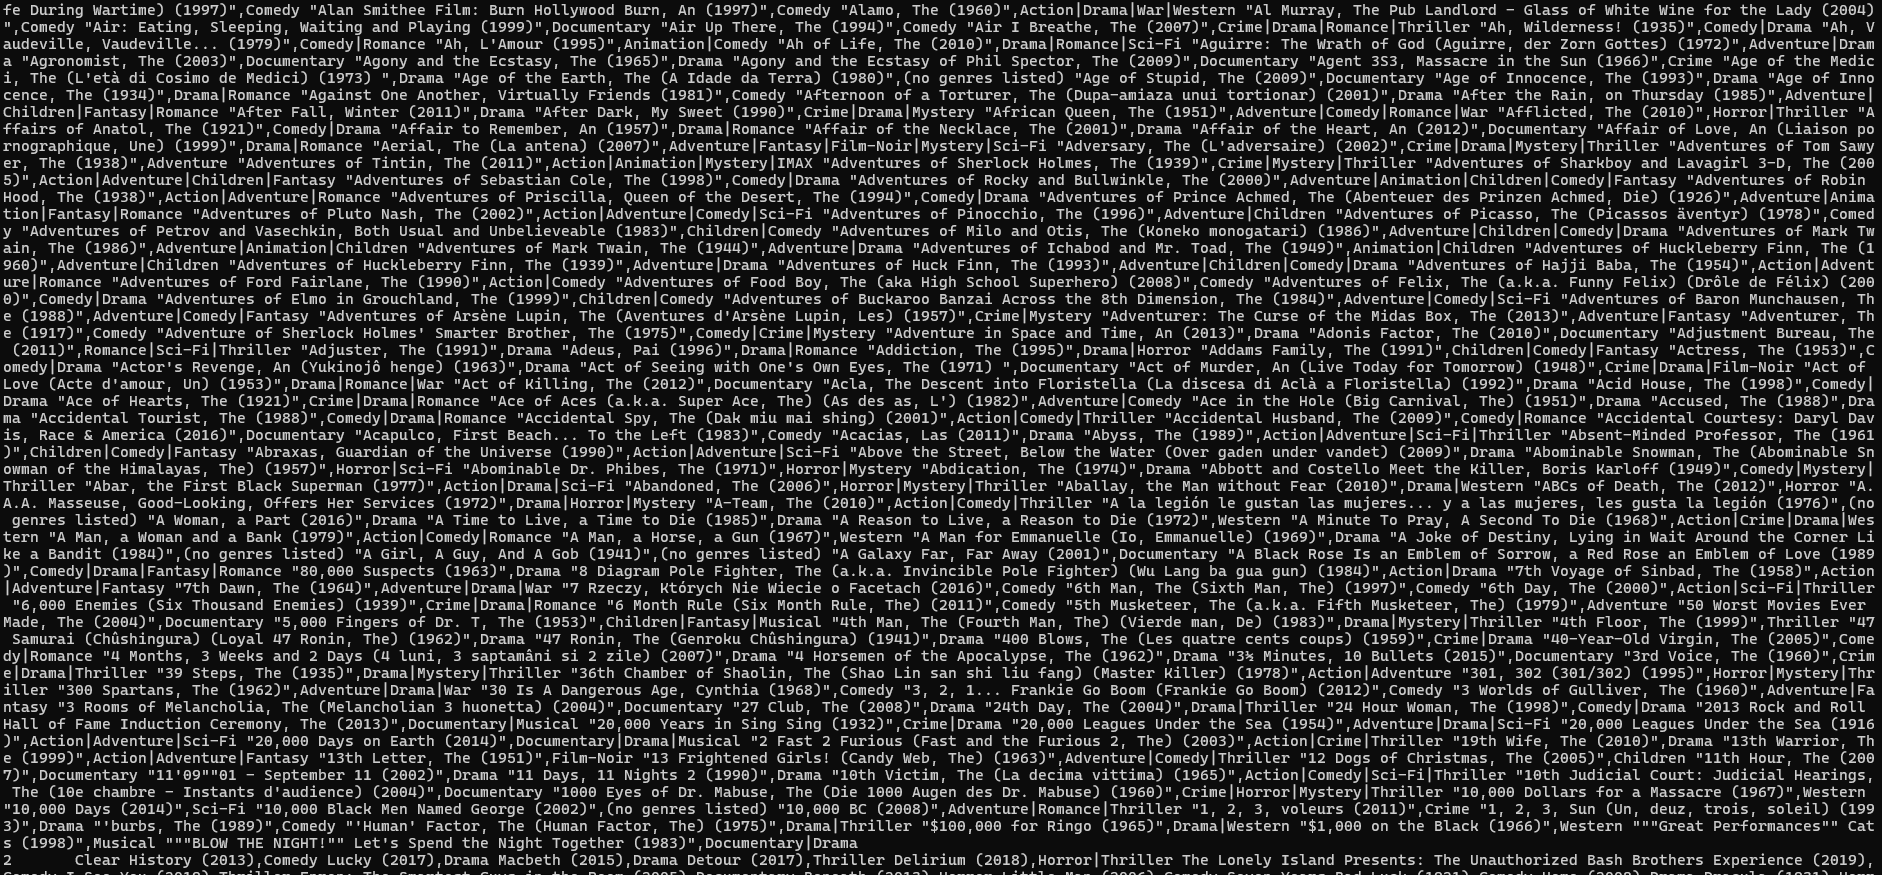 fe During Wartime) (1997)",Comedy "Alan Smithee Film: Burn Hollywood Burn, An (1997)",Comedy "Alamo, The (1960)",Action|Drama|War|Western "Al Murray, The Pub Landlord - Glass of White Wine for the Lady (2004)
",Comedy "Air: Eating, Sleeping, Waiting and Playing (1999)",Documentary "Air Up There, The (1994)",Comedy "Air I Breathe, The (2007)",Crime|Drama|Romance|Thriller "Ah, Wilderness! (1935)",Comedy|Drama "Ah, V
audeville, Vaudeville... (1979)",Comedy|Romance "Ah, L'Amour (1995)",Animation|Comedy "Ah of Life, The (2010)",Drama|Romance|Sci-Fi "Aguirre: The Wrath of God (Aguirre, der Zorn Gottes) (1972)",Adventure|Dram
a "Agronomist, The (2003)",Documentary "Agony and the Ecstasy, The (1965)",Drama "Agony and the Ecstasy of Phil Spector, The (2009)",Documentary "Agent 3S3, Massacre in the Sun (1966)",Crime "Age of the Medic
i, The (L'età di Cosimo de Medici) (1973) ",Drama "Age of the Earth, The (A Idade da Terra) (1980)",(no genres listed) "Age of Stupid, The (2009)",Documentary "Age of Innocence, The (1993)",Drama "Age of Inno
cence, The (1934)",Drama|Romance "Against One Another, Virtually Friends (1981)",Comedy "Afternoon of a Torturer, The (Dupa-amiaza unui tortionar) (2001)",Drama "After the Rain, on Thursday (1985)",Adventure|
Children|Fantasy|Romance "After Fall, Winter (2011)",Drama "After Dark, My Sweet (1990)",Crime|Drama|Mystery "African Queen, The (1951)",Adventure|Comedy|Romance|War "Afflicted, The (2010)",Horror|Thriller "A
ffairs of Anatol, The (1921)",Comedy|Drama "Affair to Remember, An (1957)",Drama|Romance "Affair of the Necklace, The (2001)",Drama "Affair of the Heart, An (2012)",Documentary "Affair of Love, An (Liaison po
rnographique, Une) (1999)",Drama|Romance "Aerial, The (La antena) (2007)",Adventure|Fantasy|Film-Noir|Mystery|Sci-Fi "Adversary, The (L'adversaire) (2002)",Crime|Drama|Mystery|Thriller "Adventures of Tom Sawy
er, The (1938)",Adventure "Adventures of Tintin, The (2011)",Action|Animation|Mystery|IMAX "Adventures of Sherlock Holmes, The (1939)",Crime|Mystery|Thriller "Adventures of Sharkboy and Lavagirl 3-D, The (200
5)",Action|Adventure|Children|Fantasy "Adventures of Sebastian Cole, The (1998)",Comedy|Drama "Adventures of Rocky and Bullwinkle, The (2000)",Adventure|Animation|Children|Comedy|Fantasy "Adventures of Robin
Hood, The (1938)",Action|Adventure|Romance "Adventures of Priscilla, Queen of the Desert, The (1994)",Comedy|Drama "Adventures of Prince Achmed, The (Abenteuer des Prinzen Achmed, Die) (1926)",Adventure|Anima
tion|Fantasy|Romance "Adventures of Pluto Nash, The (2002)",Action|Adventure|Comedy|Sci-Fi "Adventures of Pinocchio, The (1996)",Adventure|Children "Adventures of Picasso, The (Picassos äventyr) (1978)",Comed
y "Adventures of Petrov and Vasechkin, Both Usual and Unbelieveable (1983)",Children|Comedy "Adventures of Milo and Otis, The (Koneko monogatari) (1986)",Adventure|Children|Comedy|Drama "Adventures of Mark Tw
ain, The (1986)",Adventure|Animation|Children "Adventures of Mark Twain, The (1944)",Adventure|Drama "Adventures of Ichabod and Mr. Toad, The (1949)",Animation|Children "Adventures of Huckleberry Finn, The (1
960)",Adventure|Children "Adventures of Huckleberry Finn, The (1939)",Adventure|Drama "Adventures of Huck Finn, The (1993)",Adventure|Children|Comedy|Drama "Adventures of Hajji Baba, The (1954)",Action|Advent
ure|Romance "Adventures of Ford Fairlane, The (1990)",Action|Comedy "Adventures of Food Boy, The (aka High School Superhero) (2008)",Comedy "Adventures of Felix, The (a.k.a. Funny Felix) (Drôle de Félix) (200
0)",Comedy|Drama "Adventures of Elmo in Grouchland, The (1999)",Children|Comedy "Adventures of Buckaroo Banzai Across the 8th Dimension, The (1984)",Adventure|Comedy|Sci-Fi "Adventures of Baron Munchausen, Th
e (1988)",Adventure|Comedy|Fantasy "Adventures of Arsène Lupin, The (Aventures d'Arsène Lupin, Les) (1957)",Crime|Mystery "Adventurer: The Curse of the Midas Box, The (2013)",Adventure|Fantasy "Adventurer, Th
e (1917)",Comedy "Adventure of Sherlock Holmes' Smarter Brother, The (1975)",Comedy|Crime|Mystery "Adventure in Space and Time, An (2013)",Drama "Adonis Factor, The (2010)",Documentary "Adjustment Bureau, The
 (2011)",Romance|Sci-Fi|Thriller "Adjuster, The (1991)",Drama "Adeus, Pai (1996)",Drama|Romance "Addiction, The (1995)",Drama|Horror "Addams Family, The (1991)",Children|Comedy|Fantasy "Actress, The (1953)",C
omedy|Drama "Actor's Revenge, An (Yukinojô henge) (1963)",Drama "Act of Seeing with One's Own Eyes, The (1971) ",Documentary "Act of Murder, An (Live Today for Tomorrow) (1948)",Crime|Drama|Film-Noir "Act of
Love (Acte d'amour, Un) (1953)",Drama|Romance|War "Act of Killing, The (2012)",Documentary "Acla, The Descent into Floristella (La discesa di Aclà a Floristella) (1992)",Drama "Acid House, The (1998)",Comedy|
Drama "Ace of Hearts, The (1921)",Crime|Drama|Romance "Ace of Aces (a.k.a. Super Ace, The) (As des as, L') (1982)",Adventure|Comedy "Ace in the Hole (Big Carnival, The) (1951)",Drama "Accused, The (1988)",Dra
ma "Accidental Tourist, The (1988)",Comedy|Drama|Romance "Accidental Spy, The (Dak miu mai shing) (2001)",Action|Comedy|Thriller "Accidental Husband, The (2009)",Comedy|Romance "Accidental Courtesy: Daryl Dav
is, Race & America (2016)",Documentary "Acapulco, First Beach... To the Left (1983)",Comedy "Acacias, Las (2011)",Drama "Abyss, The (1989)",Action|Adventure|Sci-Fi|Thriller "Absent-Minded Professor, The (1961
)",Children|Comedy|Fantasy "Abraxas, Guardian of the Universe (1990)",Action|Adventure|Sci-Fi "Above the Street, Below the Water (Over gaden under vandet) (2009)",Drama "Abominable Snowman, The (Abominable Sn
owman of the Himalayas, The) (1957)",Horror|Sci-Fi "Abominable Dr. Phibes, The (1971)",Horror|Mystery "Abdication, The (1974)",Drama "Abbott and Costello Meet the Killer, Boris Karloff (1949)",Comedy|Mystery|
Thriller "Abar, the First Black Superman (1977)",Action|Drama|Sci-Fi "Abandoned, The (2006)",Horror|Mystery|Thriller "Aballay, the Man without Fear (2010)",Drama|Western "ABCs of Death, The (2012)",Horror "A.
A.A. Masseuse, Good-Looking, Offers Her Services (1972)",Drama|Horror|Mystery "A-Team, The (2010)",Action|Comedy|Thriller "A la legión le gustan las mujeres... y a las mujeres, les gusta la legión (1976)",(no
 genres listed) "A Woman, a Part (2016)",Drama "A Time to Live, a Time to Die (1985)",Drama "A Reason to Live, a Reason to Die (1972)",Western "A Minute To Pray, A Second To Die (1968)",Action|Crime|Drama|Wes
tern "A Man, a Woman and a Bank (1979)",Action|Comedy|Romance "A Man, a Horse, a Gun (1967)",Western "A Man for Emmanuelle (Io, Emmanuelle) (1969)",Drama "A Joke of Destiny, Lying in Wait Around the Corner Li
ke a Bandit (1984)",(no genres listed) "A Girl, A Guy, And A Gob (1941)",(no genres listed) "A Galaxy Far, Far Away (2001)",Documentary "A Black Rose Is an Emblem of Sorrow, a Red Rose an Emblem of Love (1989
)",Comedy|Drama|Fantasy|Romance "80,000 Suspects (1963)",Drama "8 Diagram Pole Fighter, The (a.k.a. Invincible Pole Fighter) (Wu Lang ba gua gun) (1984)",Action|Drama "7th Voyage of Sinbad, The (1958)",Action
|Adventure|Fantasy "7th Dawn, The (1964)",Adventure|Drama|War "7 Rzeczy, Których Nie Wiecie o Facetach (2016)",Comedy "6th Man, The (Sixth Man, The) (1997)",Comedy "6th Day, The (2000)",Action|Sci-Fi|Thriller
 "6,000 Enemies (Six Thousand Enemies) (1939)",Crime|Drama|Romance "6 Month Rule (Six Month Rule, The) (2011)",Comedy "5th Musketeer, The (a.k.a. Fifth Musketeer, The) (1979)",Adventure "50 Worst Movies Ever
Made, The (2004)",Documentary "5,000 Fingers of Dr. T, The (1953)",Children|Fantasy|Musical "4th Man, The (Fourth Man, The) (Vierde man, De) (1983)",Drama|Mystery|Thriller "4th Floor, The (1999)",Thriller "47
 Samurai (Chûshingura) (Loyal 47 Ronin, The) (1962)",Drama "47 Ronin, The (Genroku Chûshingura) (1941)",Drama "400 Blows, The (Les quatre cents coups) (1959)",Crime|Drama "40-Year-Old Virgin, The (2005)",Come
dy|Romance "4 Months, 3 Weeks and 2 Days (4 luni, 3 saptamâni si 2 zile) (2007)",Drama "4 Horsemen of the Apocalypse, The (1962)",Drama "3½ Minutes, 10 Bullets (2015)",Documentary "3rd Voice, The (1960)",Crim
e|Drama|Thriller "39 Steps, The (1935)",Drama|Mystery|Thriller "36th Chamber of Shaolin, The (Shao Lin san shi liu fang) (Master Killer) (1978)",Action|Adventure "301, 302 (301/302) (1995)",Horror|Mystery|Thr
iller "300 Spartans, The (1962)",Adventure|Drama|War "30 Is A Dangerous Age, Cynthia (1968)",Comedy "3, 2, 1... Frankie Go Boom (Frankie Go Boom) (2012)",Comedy "3 Worlds of Gulliver, The (1960)",Adventure|Fa
ntasy "3 Rooms of Melancholia, The (Melancholian 3 huonetta) (2004)",Documentary "27 Club, The (2008)",Drama "24th Day, The (2004)",Drama|Thriller "24 Hour Woman, The (1998)",Comedy|Drama "2013 Rock and Roll
Hall of Fame Induction Ceremony, The (2013)",Documentary|Musical "20,000 Years in Sing Sing (1932)",Crime|Drama "20,000 Leagues Under the Sea (1954)",Adventure|Drama|Sci-Fi "20,000 Leagues Under the Sea (1916
)",Action|Adventure|Sci-Fi "20,000 Days on Earth (2014)",Documentary|Drama|Musical "2 Fast 2 Furious (Fast and the Furious 2, The) (2003)",Action|Crime|Thriller "19th Wife, The (2010)",Drama "13th Warrior, Th
e (1999)",Action|Adventure|Fantasy "13th Letter, The (1951)",Film-Noir "13 Frightened Girls! (Candy Web, The) (1963)",Adventure|Comedy|Thriller "12 Dogs of Christmas, The (2005)",Children "11th Hour, The (200
7)",Documentary "11'09""01 - September 11 (2002)",Drama "11 Days, 11 Nights 2 (1990)",Drama "10th Victim, The (La decima vittima) (1965)",Action|Comedy|Sci-Fi|Thriller "10th Judicial Court: Judicial Hearings,
 The (10e chambre - Instants d'audience) (2004)",Documentary "1000 Eyes of Dr. Mabuse, The (Die 1000 Augen des Dr. Mabuse) (1960)",Crime|Horror|Mystery|Thriller "10,000 Dollars for a Massacre (1967)",Western
"10,000 Days (2014)",Sci-Fi "10,000 Black Men Named George (2002)",(no genres listed) "10,000 BC (2008)",Adventure|Romance|Thriller "1, 2, 3, voleurs (2011)",Crime "1, 2, 3, Sun (Un, deuz, trois, soleil) (199
3)",Drama "'burbs, The (1989)",Comedy "'Human' Factor, The (Human Factor, The) (1975)",Drama|Thriller "$100,000 for Ringo (1965)",Drama|Western "$1,000 on the Black (1966)",Western """Great Performances"" Cat
s (1998)",Musical """BLOW THE NIGHT!"" Let's Spend the Night Together (1983)",Documentary|Drama
2 Clear History (2013),Comedy Lucky (2017),Drama Macbeth (2015),Drama Detour (2017),Thriller Delirium (2018),Horror|Thriller The Lonely Island Presents: The Unauthorized Bash Brothers Experience (2019),